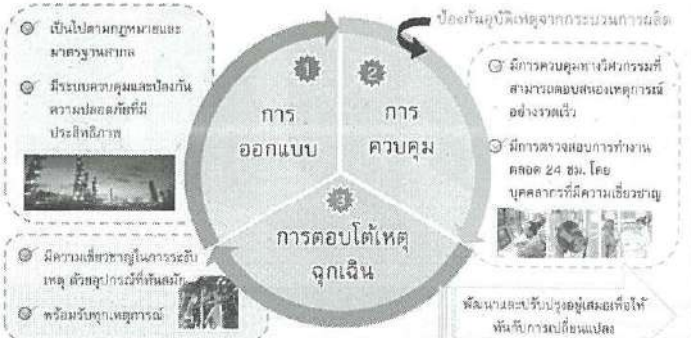 ป้องกันอุบัติเหตุจากกระบวนการผลิต
เป็นไปตามกฎหมายและ
มาตรฐานสากล
มีระบบควบคุมและป้องกัน
ความปลอดภัยที่มี
ประสิทธิภาพ
1
การ
ออกแบบ
2
การ
ควบคุม
มีการควบคุมทางวิศวกรรมที่
สามารถตอบสนองเหตุการณ์
อย่างรวดเร็ว
มีการตรวจสอบการทำงาน
ตลอด 24 ชม. โดย
บุคลากรที่มีความเชี่ยวชาญ
3
การตอบโต้เหตุ
ฉุกเฉิน
มีความเชี่ยวชาญในการระงับ
เหตุ ด้วยอุปกรณ์ที่ทันสมัย
พร้อมรับทุกเหตุการณ์
พัฒนาและปรับปรุงอยู่เสมอเพื่อให้
ทันกับการเปลี่ยนแปลง